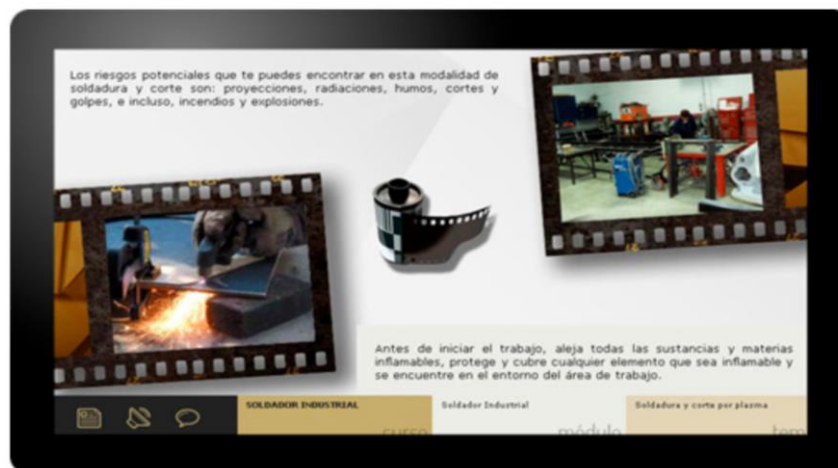 Los riesgos potenciales que te puedes encontrar en esta modalidad de
soldadura y corte son: proyecciones, radiaciones, humos, cortes y
golpes, e incluso, incendios y explosiones.
Antes de iniciar el trabajo, aleja todas las sustancias y materias
inflamables, protege y cubre cualquier elemento que sea inflamable y
se encuentre en el entorno del área de trabajo.
SOLDADOR INDUSTRIAL
curso
Soldador Industrial
módulo
Soldadura y corte por plasma
tem